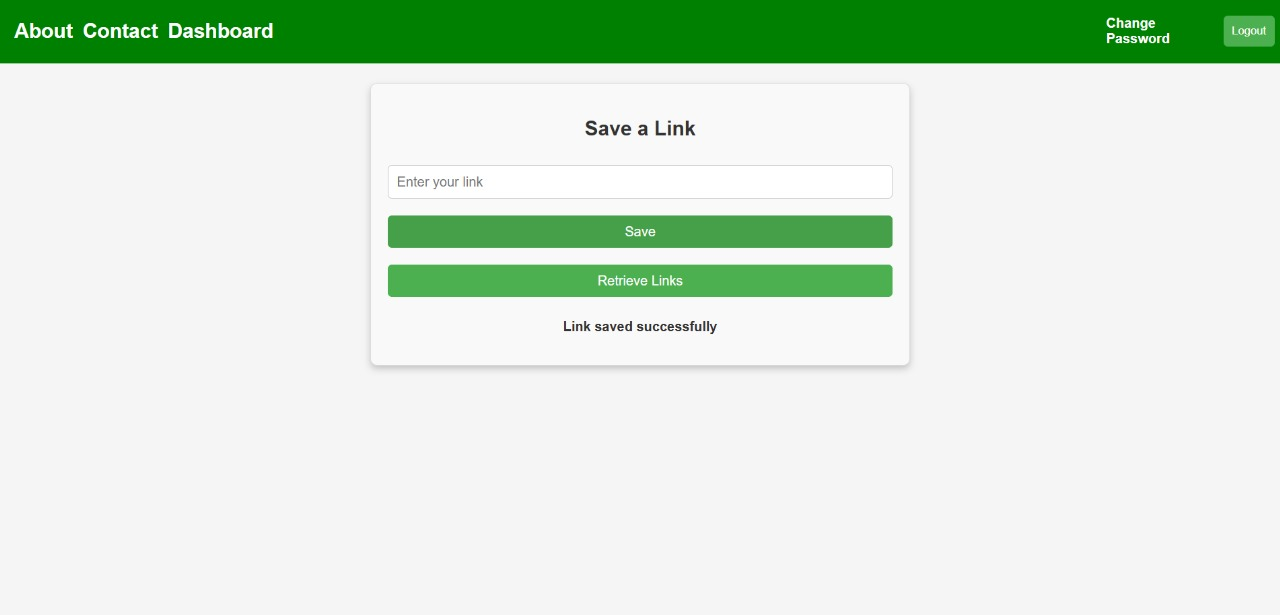 About Contact Dashboard
Change
Password
Logout
Save a Link
Enter your link
Save
Retrieve Links
Link saved successfully